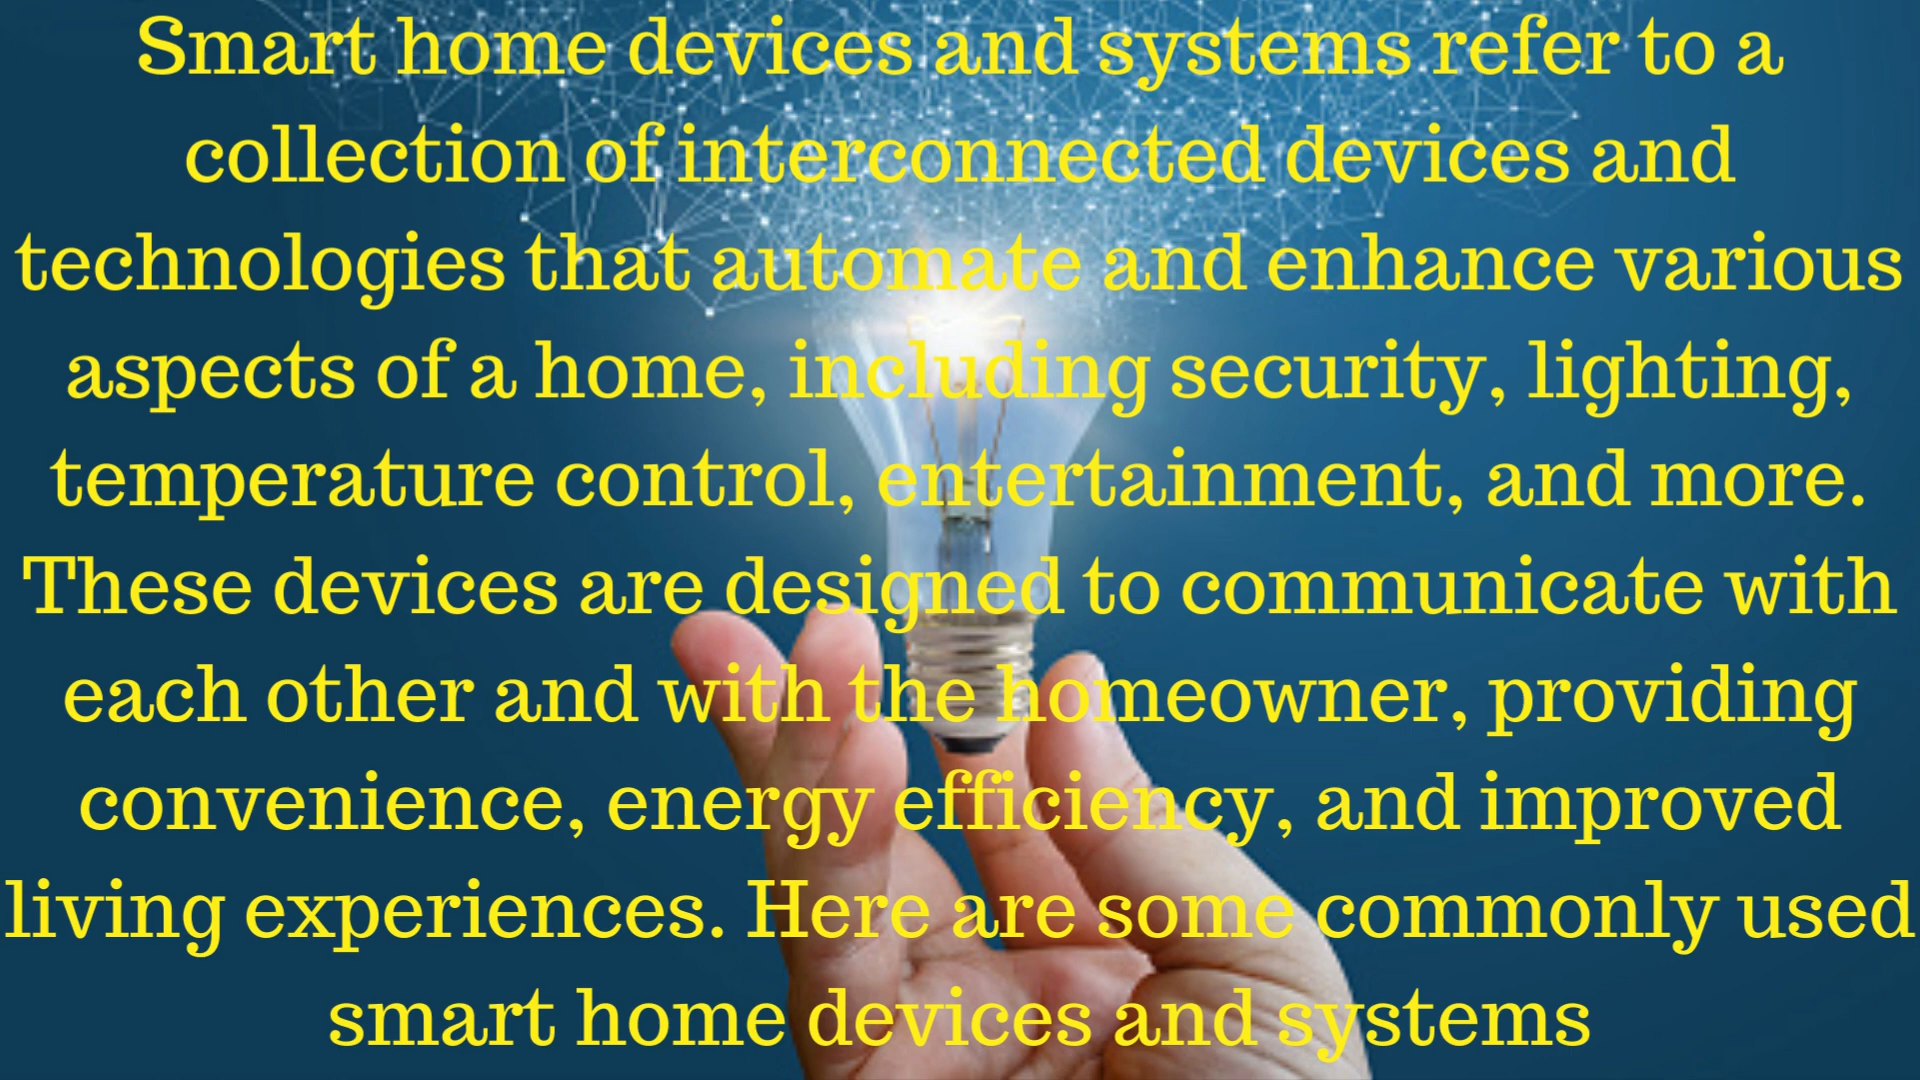 Smart home devices and systems refer to a
collection of interconnected devices and
technologies that automate and enhance various
aspects of a home, including security, lighting,
temperature control, entertainment, and more.
These devices are designed to communicate with
each other and with the homeowner, providing
convenience, energy efficiency, and improved
living experiences. Here are some commonly used
smart home devices and systems